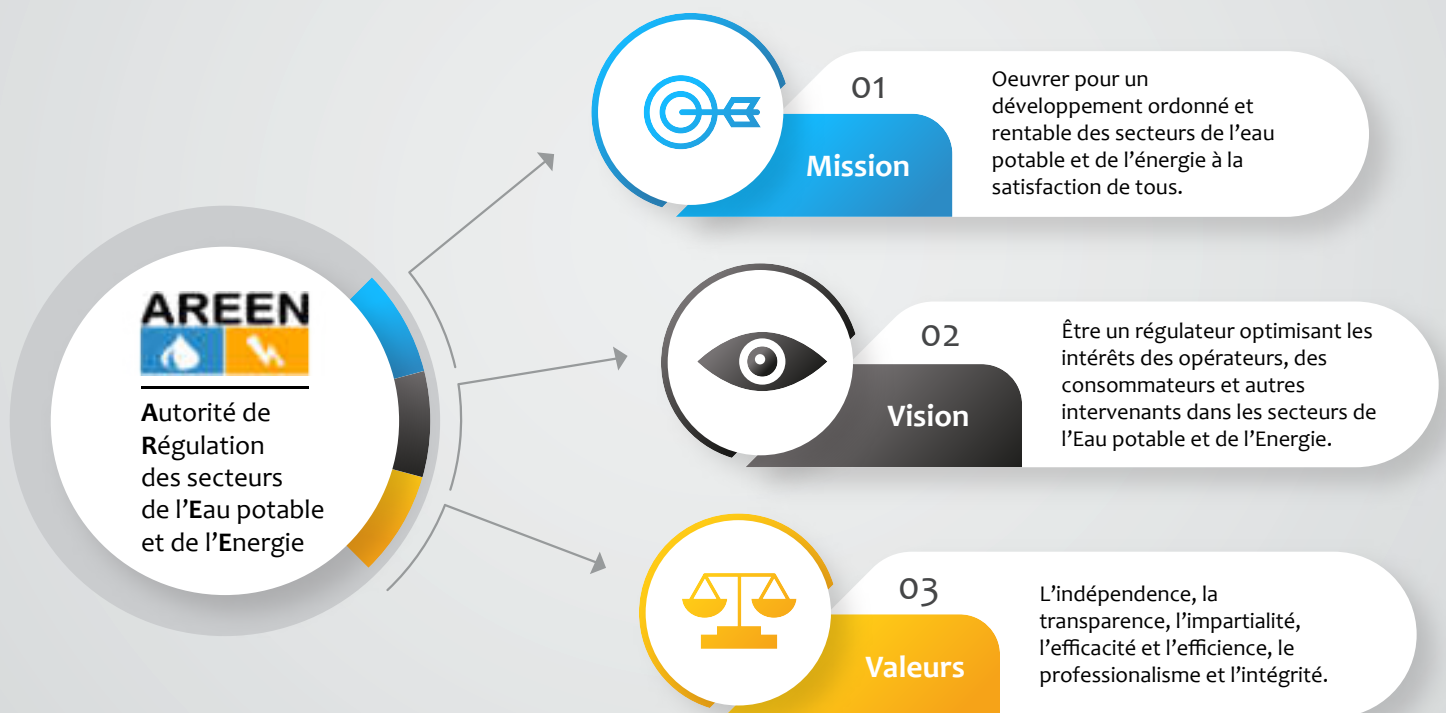 AREEN
Autorité de
Régulation
des secteurs
de l'Eau potable
et de l'Energie
01
Mission
Oeuvrer pour un
développement ordonné et
rentable des secteurs de l'eau
potable et de l'énergie à la
satisfaction de tous.
02
Vision
Être un régulateur optimisant les
intérêts des opérateurs, des
consommateurs et autres
intervenants dans les secteurs de
l'Eau potable et de l'Energie.
03
Valeurs
L'indépendence, la
transparence, l'impartialité,
l'efficacité et l'efficience, le
professionalisme et l'intégrité.